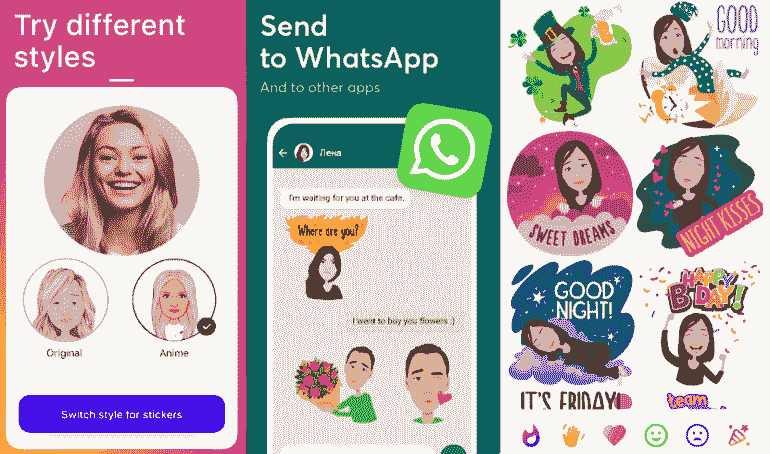 Try different
styles
Original
Anime
Switch style for stickers
Send
to WhatsApp
And to other apps
Лена
I'm waiting for you at the cafe.
Where are you?
I went to buy you flowers :)
GOOD
morning
SWEET DREAMS
NIGHT KISSES
GOOD
NIGHT!
HAPPY
B-DAY!
IT'S FRIDAY!
team